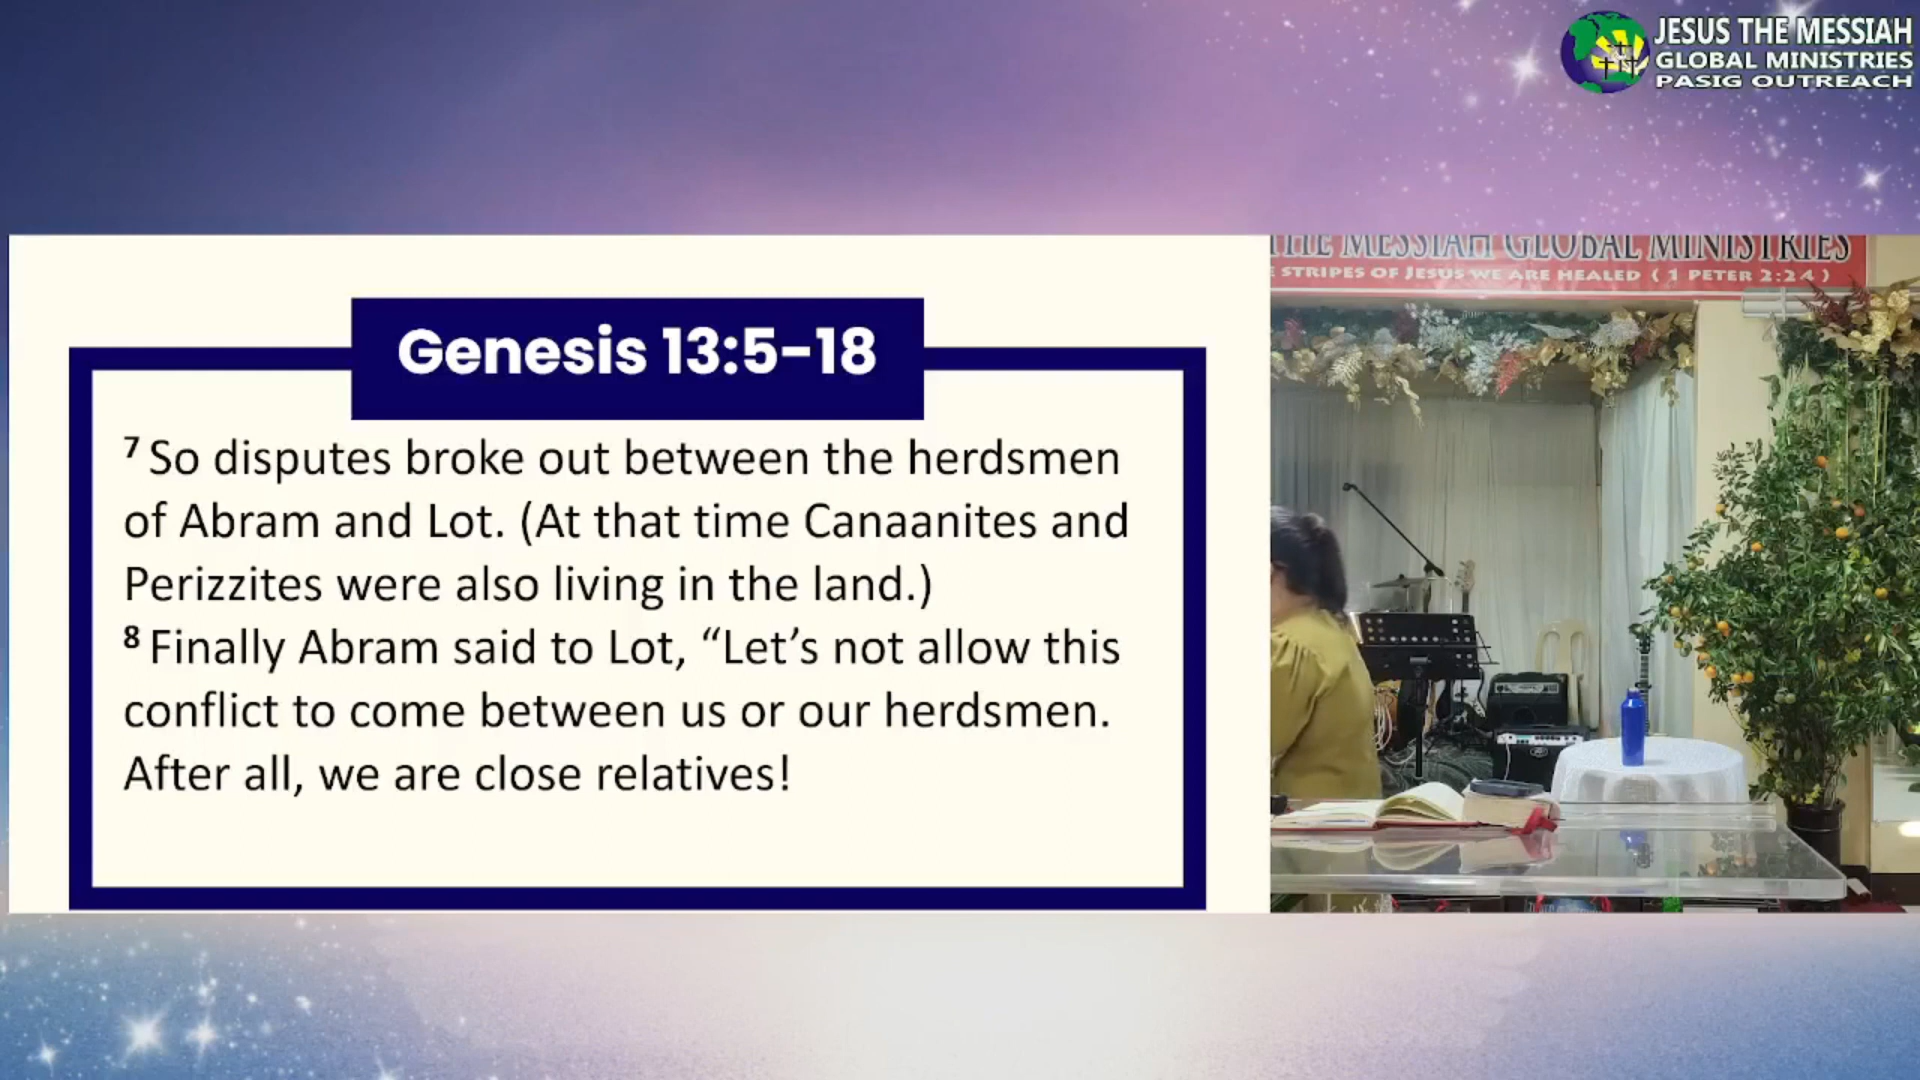 JESUS THE MESSIAH
GLOBAL MINISTRIES
PASIG OUTREACH
THE MESSIAH GLOBAL MINISTRIES
STRIPES OF JESUS WE ARE HEALED ( 1 PETER 2:24 )
Genesis 13:5-18
7 So disputes broke out between the herdsmen
of Abram and Lot. (At that time Canaanites and
Perizzites were also living in the land.)
8 Finally Abram said to Lot, “Let’s not allow this
conflict to come between us or our herdsmen.
After all, we are close relatives!